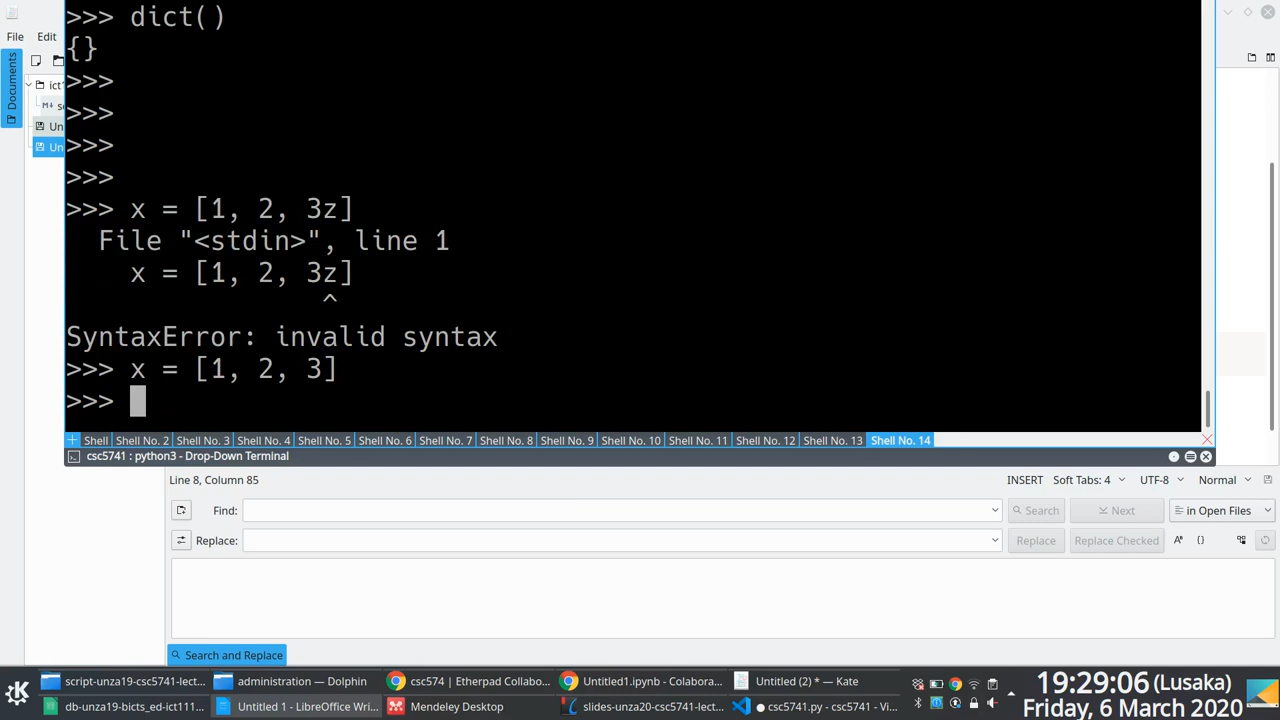 >>> dict()
{}
>>>
>>>
>>>
>>>
>>> x = [1, 2, 3z]
File "<stdin>", line 1
x = [1, 2, 3z]
^
SyntaxError: invalid syntax
>>> x = [1, 2, 3]
>>>
File Edit
Documents
ict1
M+ sc
Un
Un
Shell Shell No. 2 Shell No. 3 Shell No. 4 Shell No. 5 Shell No. 6 Shell No. 7 Shell No. 8 Shell No. 9 Shell No. 10 Shell No. 11 Shell No. 12 Shell No. 13 Shell No. 14
csc5741 : python3 - Drop-Down Terminal
Line 8, Column 85 INSERT Soft Tabs: 4 UTF-8 Normal
Find: Search Next in Open Files
Replace: Replace Replace Checked
Search and Replace
script-unza19-csc5741-lect... administration — Dolphin csc574 | Etherpad Collabo... Untitled1.ipynb - Colabora... Untitled (2) * — Kate
db-unza19-bicts_ed-ict111... Untitled 1 - LibreOffice Wri... Mendeley Desktop slides-unza20-csc5741-lect... ● csc5741.py - csc5741 - Vi...
19:29:06 (Lusaka)
Friday, 6 March 2020